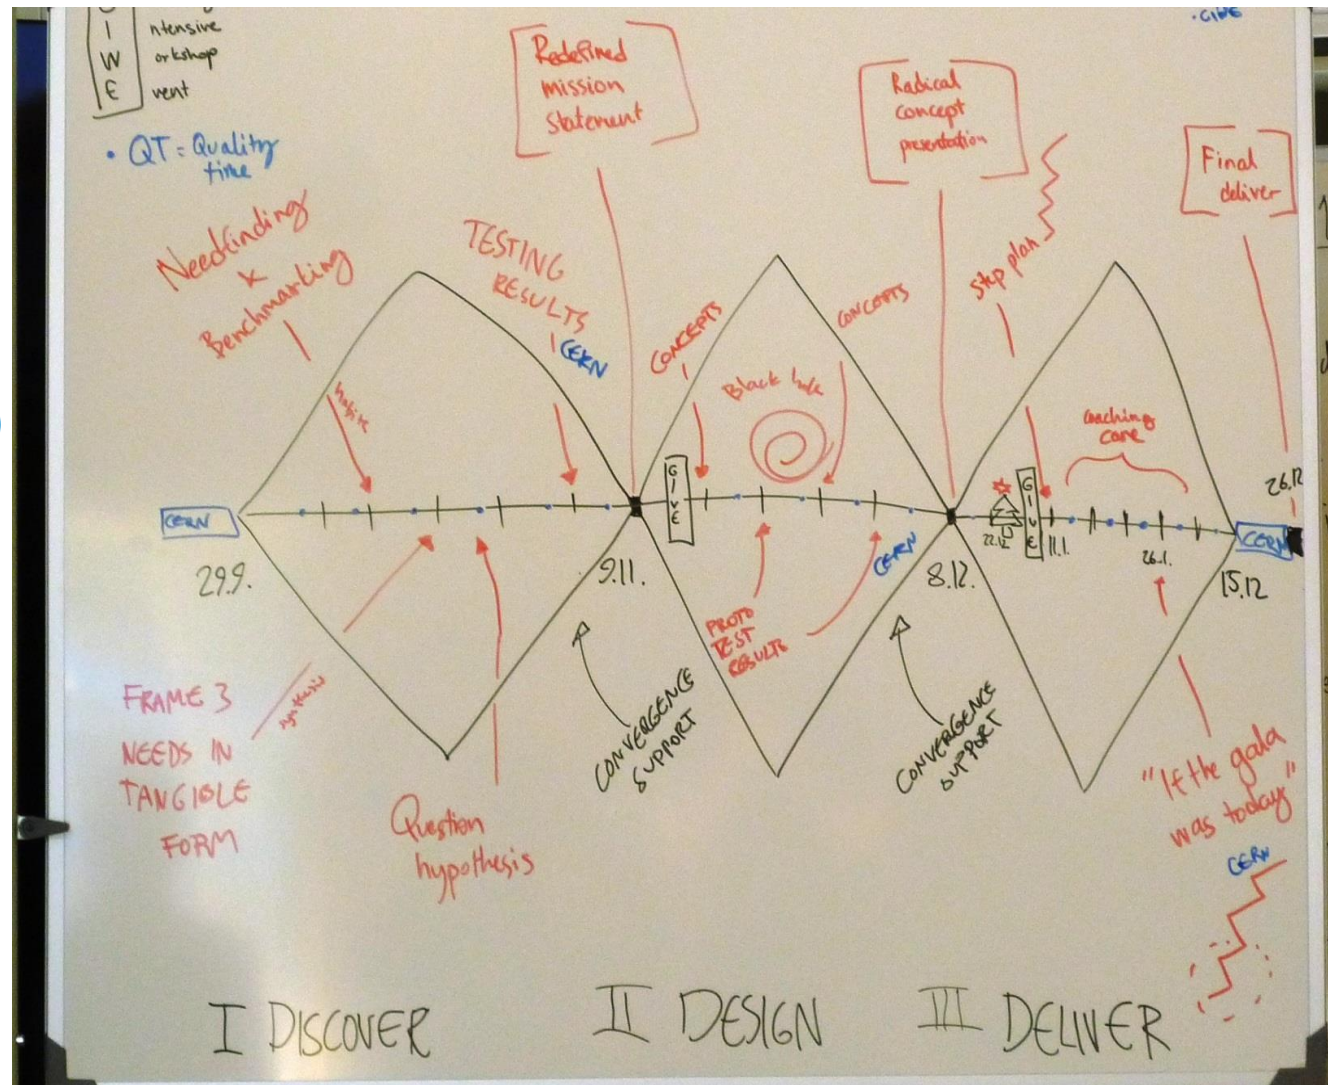 I ntensive
W orkshop
E vent
• QT = Quality
time
Redefined
mission
statement
Radical
concept
presentation
Final
deliver
Needfinding
x
Benchmarking
TESTING
RESULTS
CERN
CONCEPTS
Black hole
CONCEPTS
step plan
coaching
CERN
29.9.
9.11.
GIVE
PROTO
TEST
RESULTS
CERN
8.12.
22.12
GIVE
11.1.
26.1.
15.12
CERN
26.12
FRAME 3
NEEDS IN
TANGIBLE
FORM
Question
hypothesis
CONVERGENCE
SUPPORT
CONVERGENCE
SUPPORT
"If the gala
was today"
CERN
I DISCOVER
II DESIGN
III DELIVER